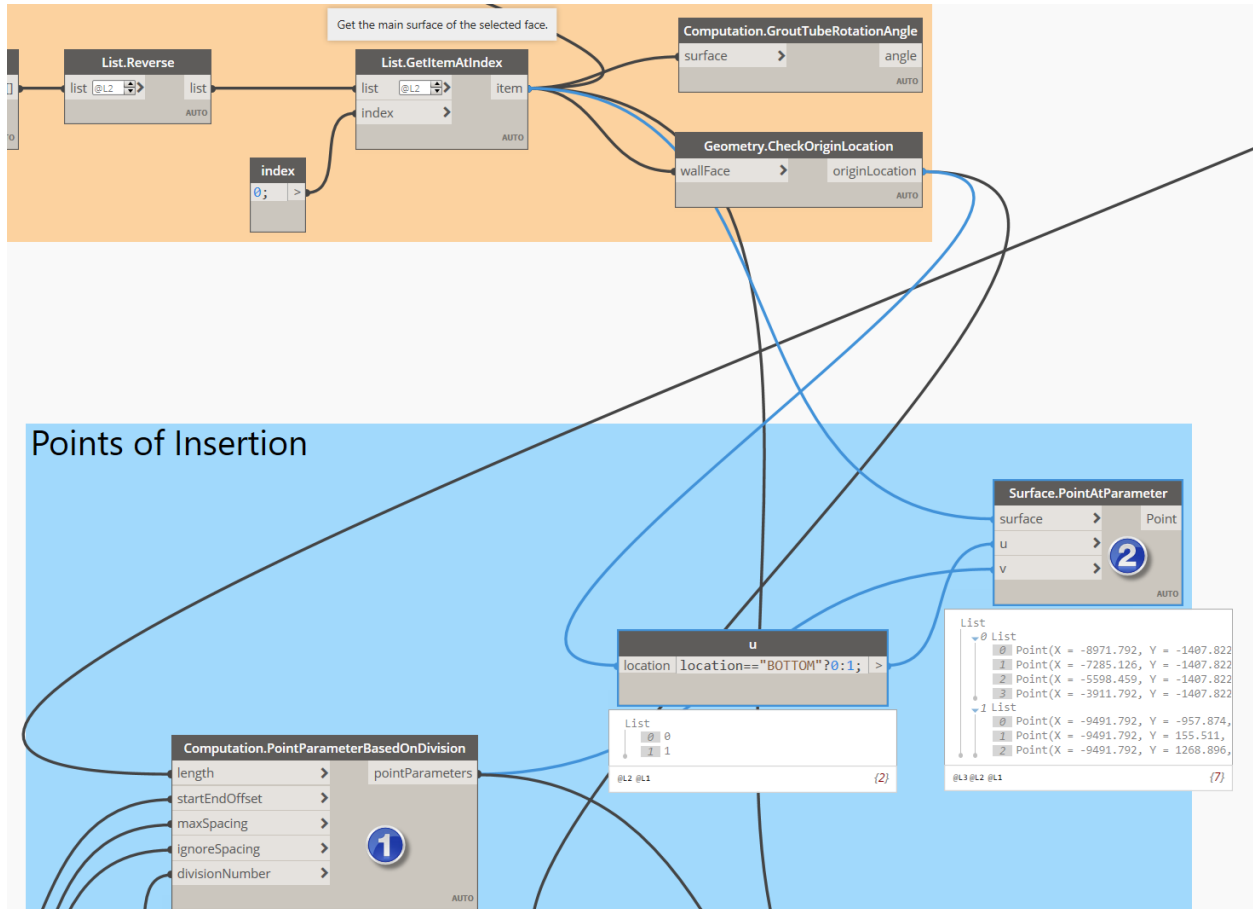 Get the main surface of the selected face.
Computation.GroutTubeRotationAngle
surface > angle
AUTO
List.Reverse
list @L2 > list
AUTO
List.GetItemAtIndex
list @L2 > item
index >
AUTO
index
0; >
Geometry.CheckOriginLocation
wallFace > originLocation
AUTO
Points of Insertion
Surface.PointAtParameter
surface > Point
u >
v >
2
AUTO
u
location location=="BOTTOM"?0:1; >
List
0 0
1 1
@L2 @L1 {2}
List
0 List
0 Point(X = -8971.792, Y = -1407.822
1 Point(X = -7285.126, Y = -1407.822
2 Point(X = -5598.459, Y = -1407.822
3 Point(X = -3911.792, Y = -1407.822
1 List
0 Point(X = -9491.792, Y = -957.874,
1 Point(X = -9491.792, Y = 155.511,
2 Point(X = -9491.792, Y = 1268.896,
@L3 @L2 @L1 {7}
Computation.PointParameterBasedOnDivision
length > pointParameters
startEndOffset >
maxSpacing >
ignoreSpacing >
divisionNumber >
1
AUTO